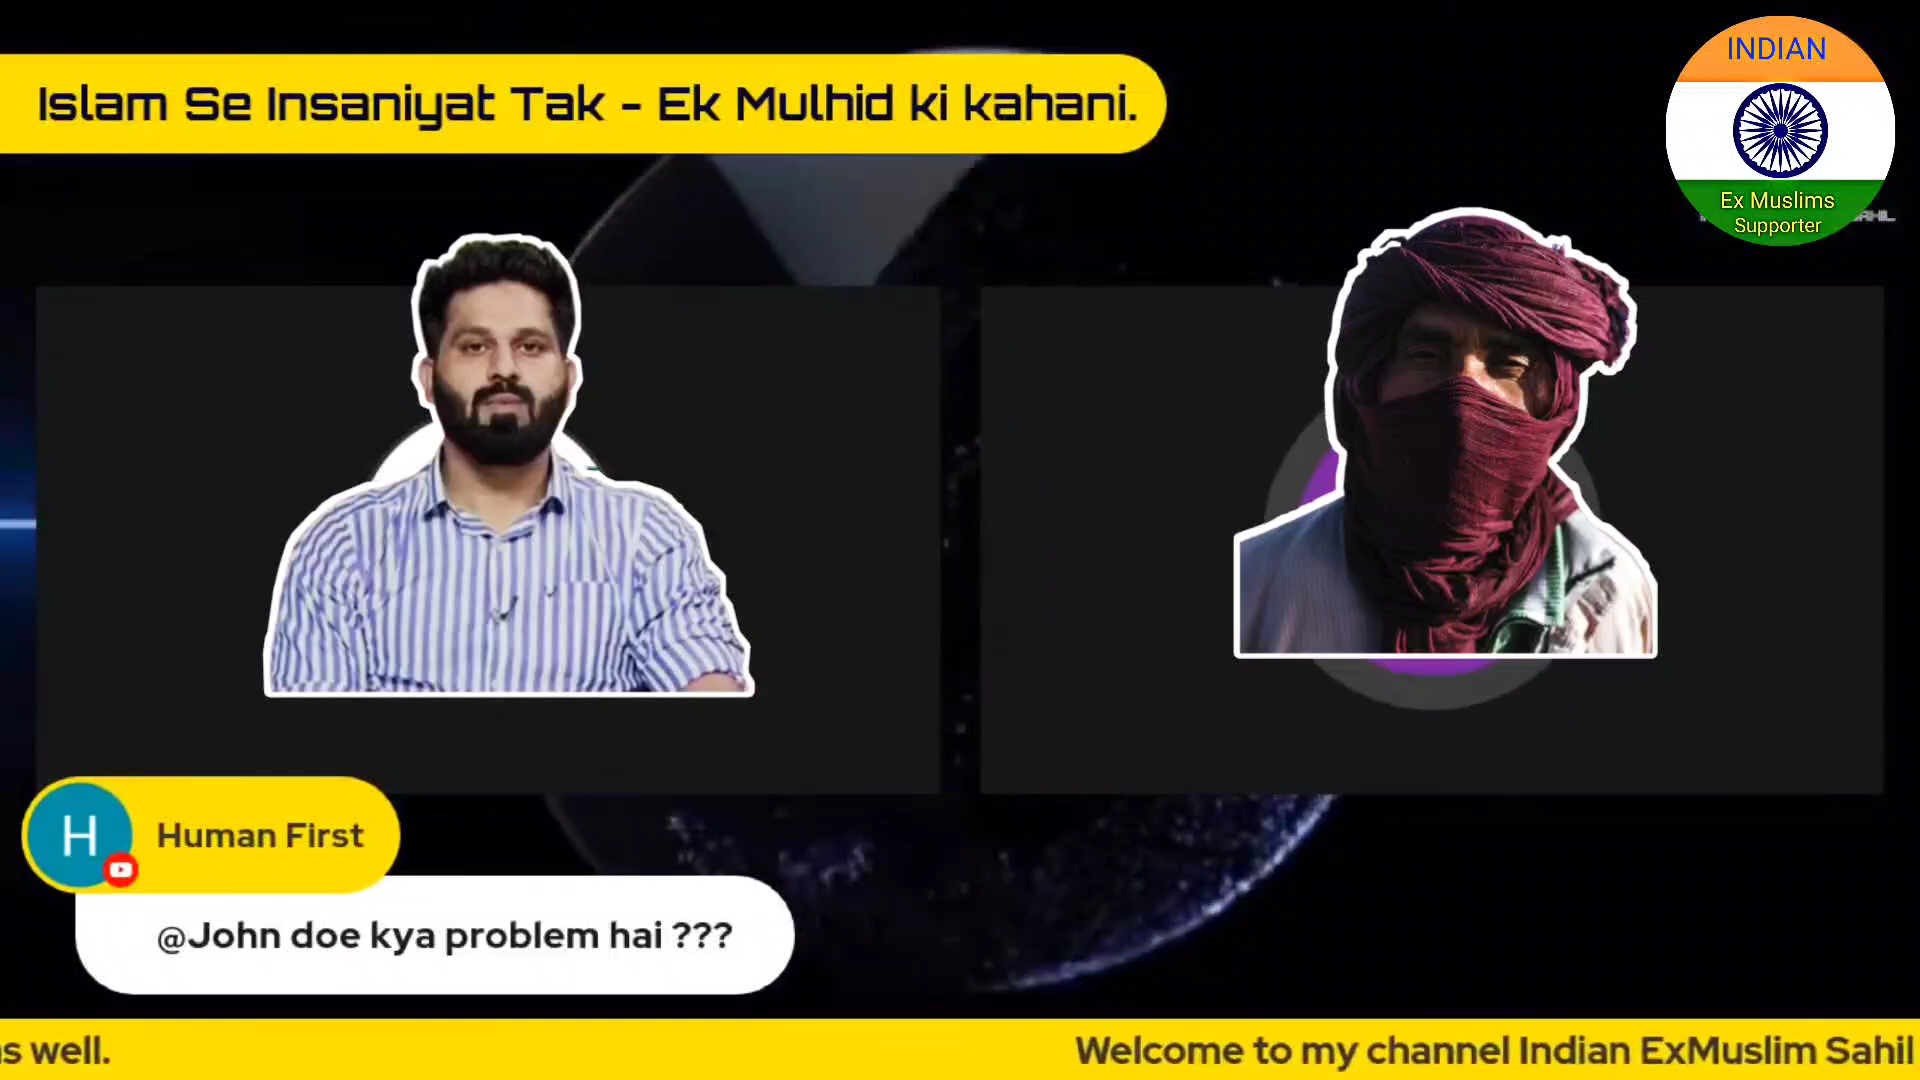 Islam Se Insaniyat Tak - Ek Mulhid ki kahani.
INDIAN
Ex Muslims
Supporter
H
Human First
@John doe kya problem hai ???
s well.
Welcome to my channel Indian ExMuslim Sahil